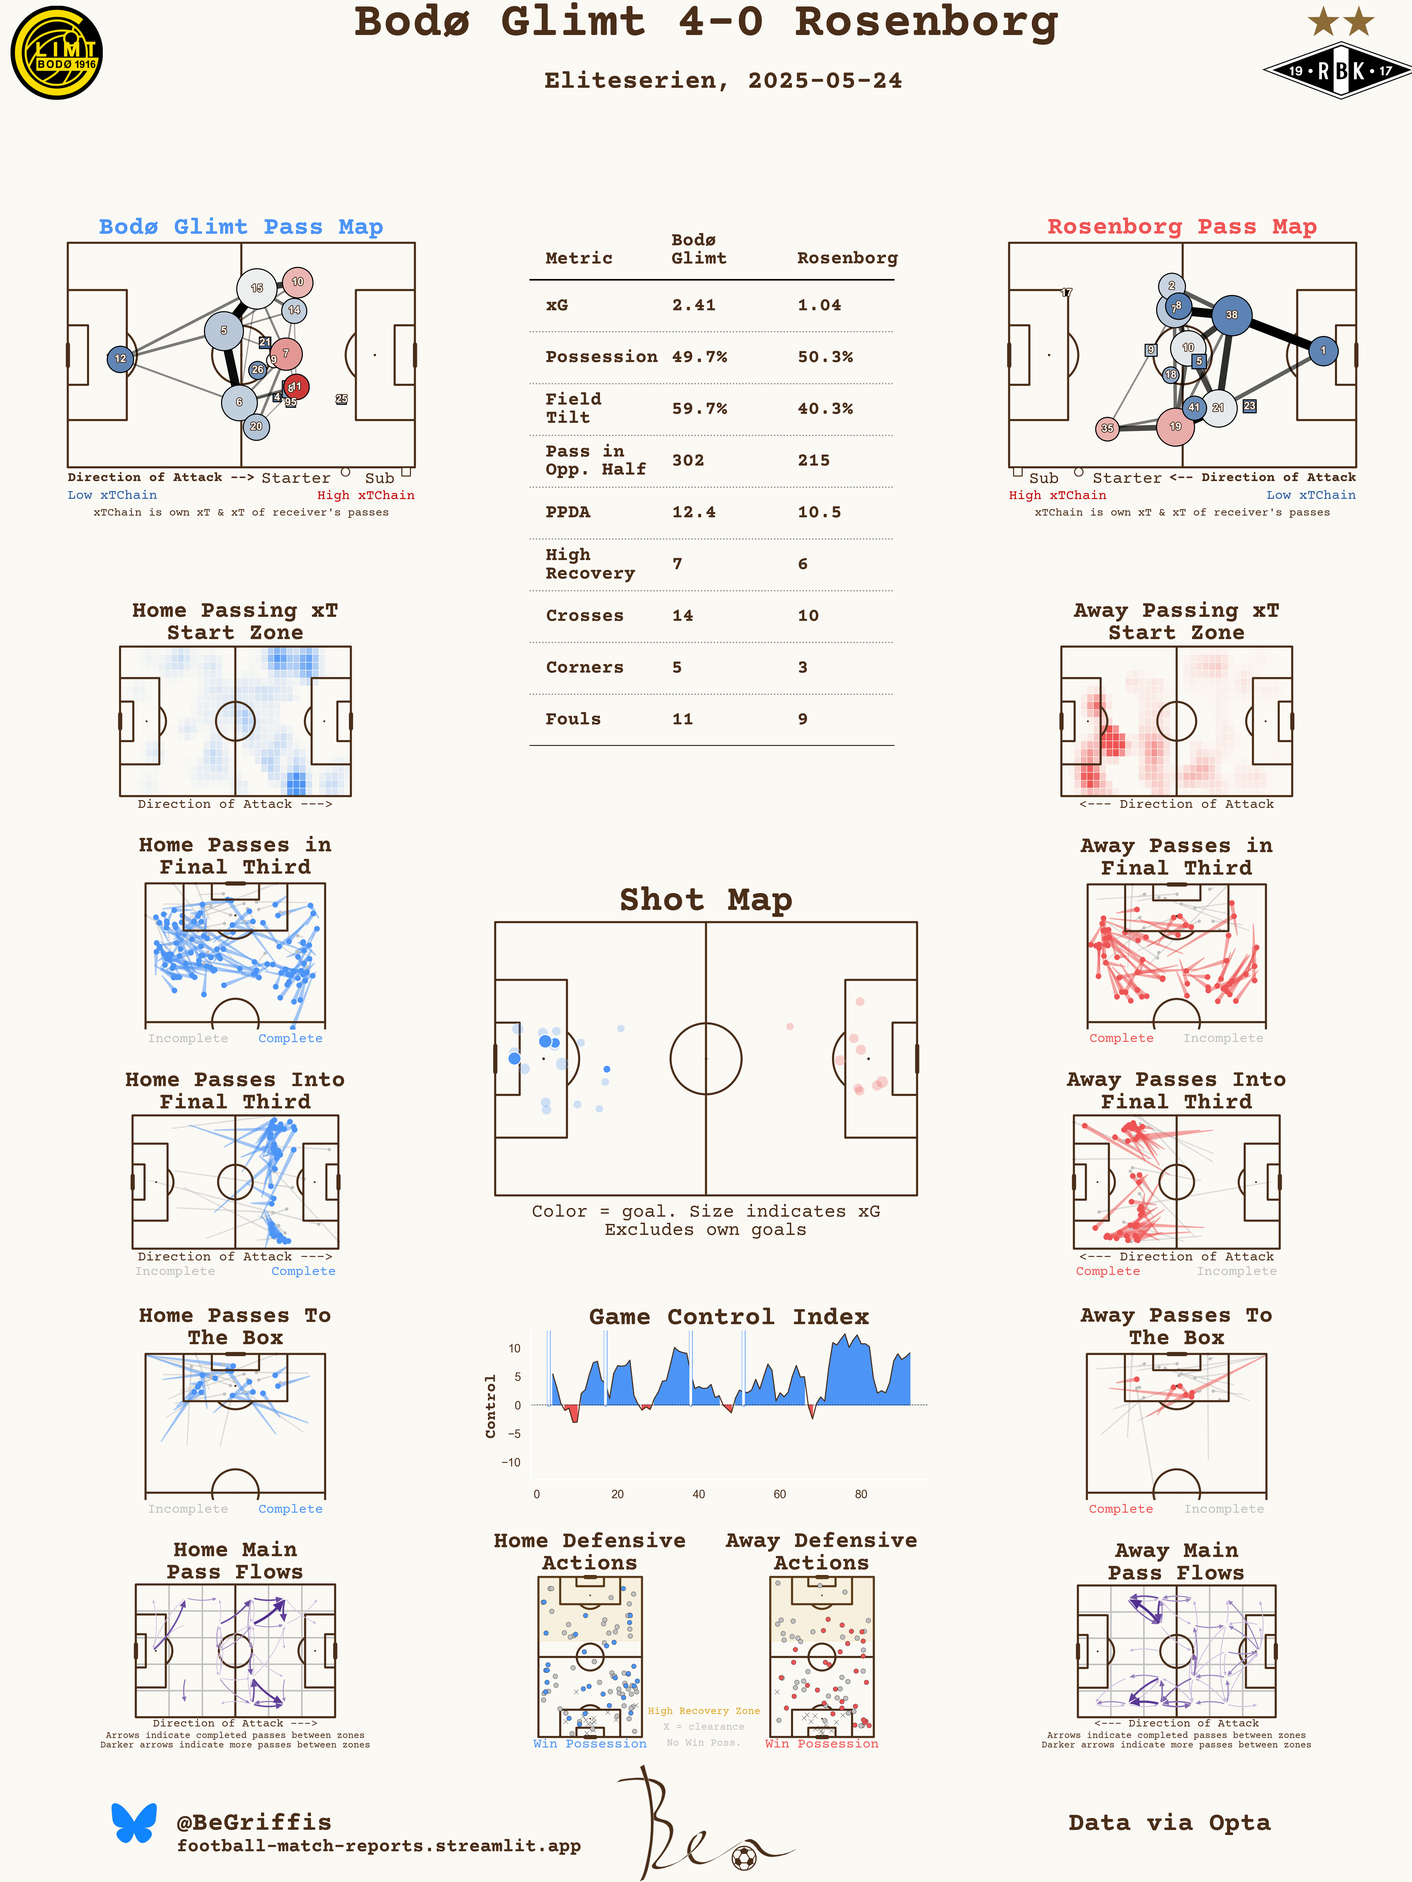 Bodø Glimt 4-0 Rosenborg
Eliteserien, 2025-05-24
LIMT
BODØ 1916
19 • RBK • 17
Bodø Glimt Pass Map
15
10
14
5
21
7
9
12
26
8
11
6
4
95
25
20
Direction of Attack --> Starter Sub
Low xTChain High xTChain
xTChain is own xT & xT of receiver's passes
Metric Bodø Glimt Rosenborg
xG 2.41 1.04
Possession 49.7% 50.3%
Field Tilt 59.7% 40.3%
Pass in Opp. Half 302 215
PPDA 12.4 10.5
High Recovery 7 6
Crosses 14 10
Corners 5 3
Fouls 11 9
Rosenborg Pass Map
17
2
7
8
38
9
10
5
1
18
41
21
23
35
19
Sub Starter <-- Direction of Attack
High xTChain Low xTChain
xTChain is own xT & xT of receiver's passes
Home Passing xT
Start Zone
Direction of Attack --->
Away Passing xT
Start Zone
<--- Direction of Attack
Home Passes in
Final Third
Incomplete Complete
Away Passes in
Final Third
Complete Incomplete
Shot Map
Color = goal. Size indicates xG
Excludes own goals
Home Passes Into
Final Third
Direction of Attack --->
Incomplete Complete
Away Passes Into
Final Third
<--- Direction of Attack
Complete Incomplete
Home Passes To
The Box
Incomplete Complete
Game Control Index
Control
10
5
0
−5
−10
0 20 40 60 80
Away Passes To
The Box
Complete Incomplete
Home Main
Pass Flows
Direction of Attack --->
Arrows indicate completed passes between zones
Darker arrows indicate more passes between zones
Home Defensive
Actions
Win Possession
Away Defensive
Actions
Win Possession
High Recovery Zone
X = clearance
No Win Poss.
Away Main
Pass Flows
<--- Direction of Attack
Arrows indicate completed passes between zones
Darker arrows indicate more passes between zones
@BeGriffis
football-match-reports.streamlit.app
Ben
Data via Opta